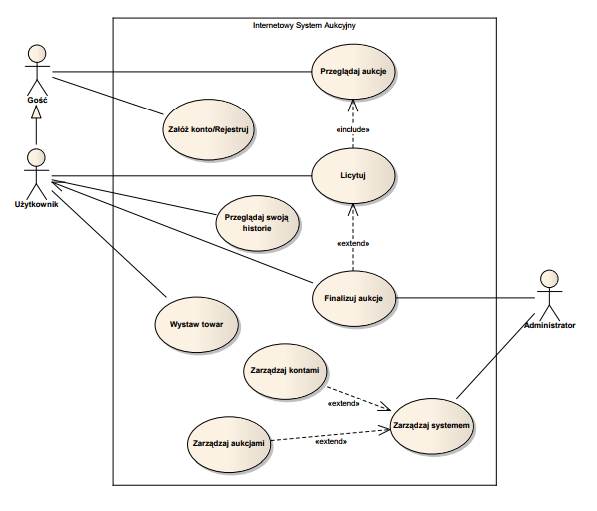 Internetowy System Aukcyjny
Przeglądaj aukcje
Gość
Załóż konto/Rejestruj
«include»
Licytuj
Użytkownik
Przeglądaj swoją
historie
«extend»
Finalizuj aukcje
Wystaw towar
Administrator
Zarządzaj kontami
«extend»
Zarządzaj systemem
Zarządzaj aukcjami
«extend»